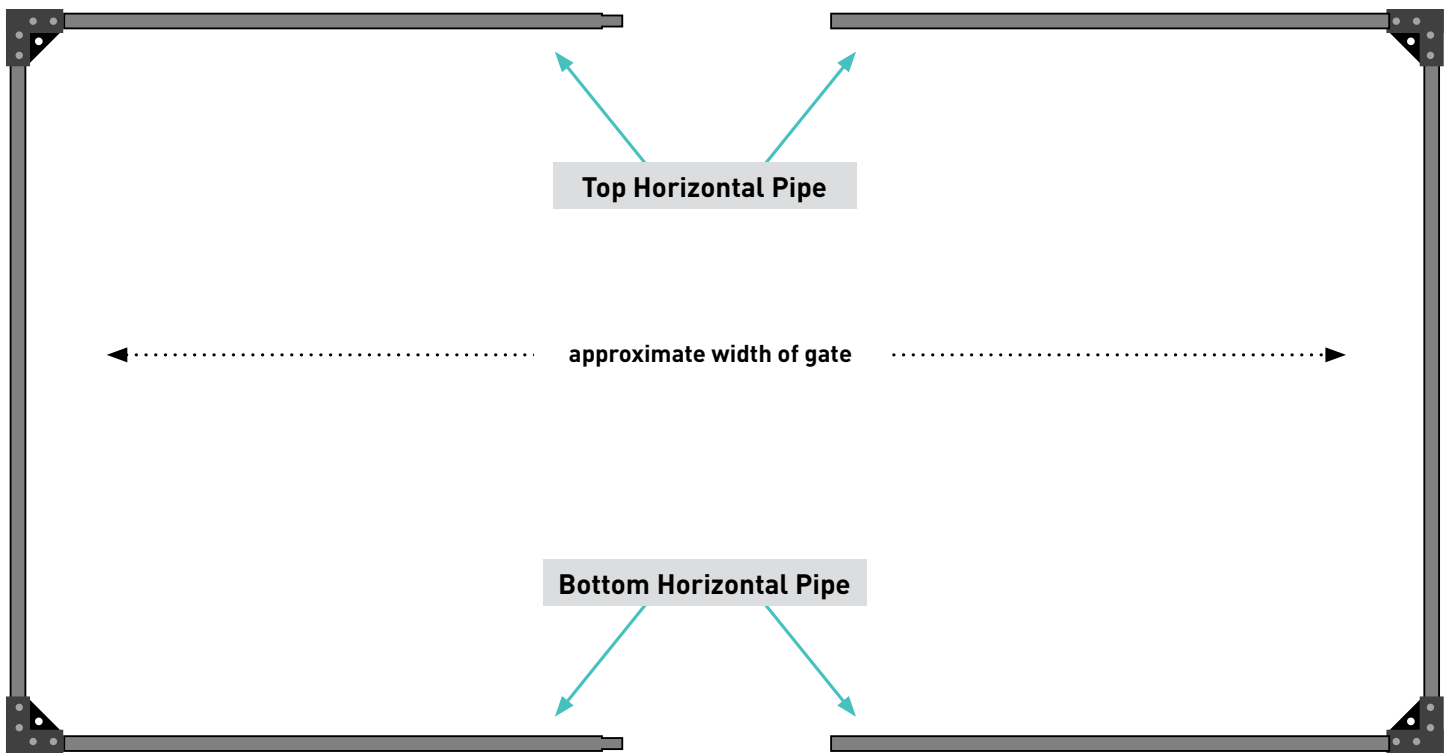 Top Horizontal Pipe
approximate width of gate
Bottom Horizontal Pipe